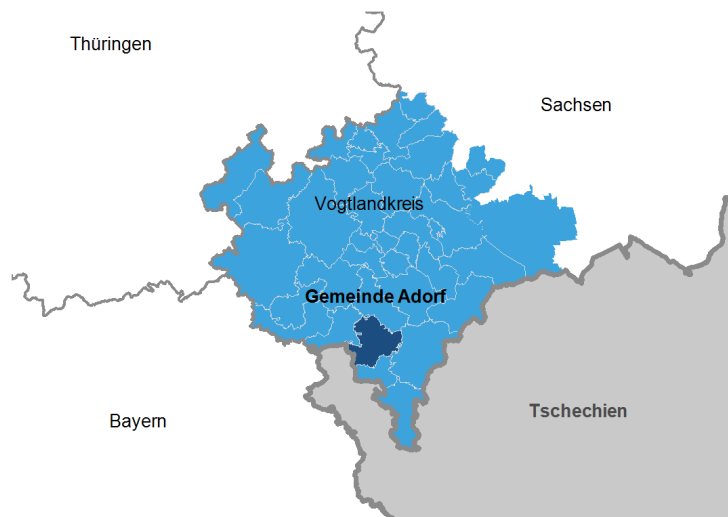 Thüringen
Sachsen
Vogtlandkreis
Gemeinde Adorf
Bayern
Tschechien